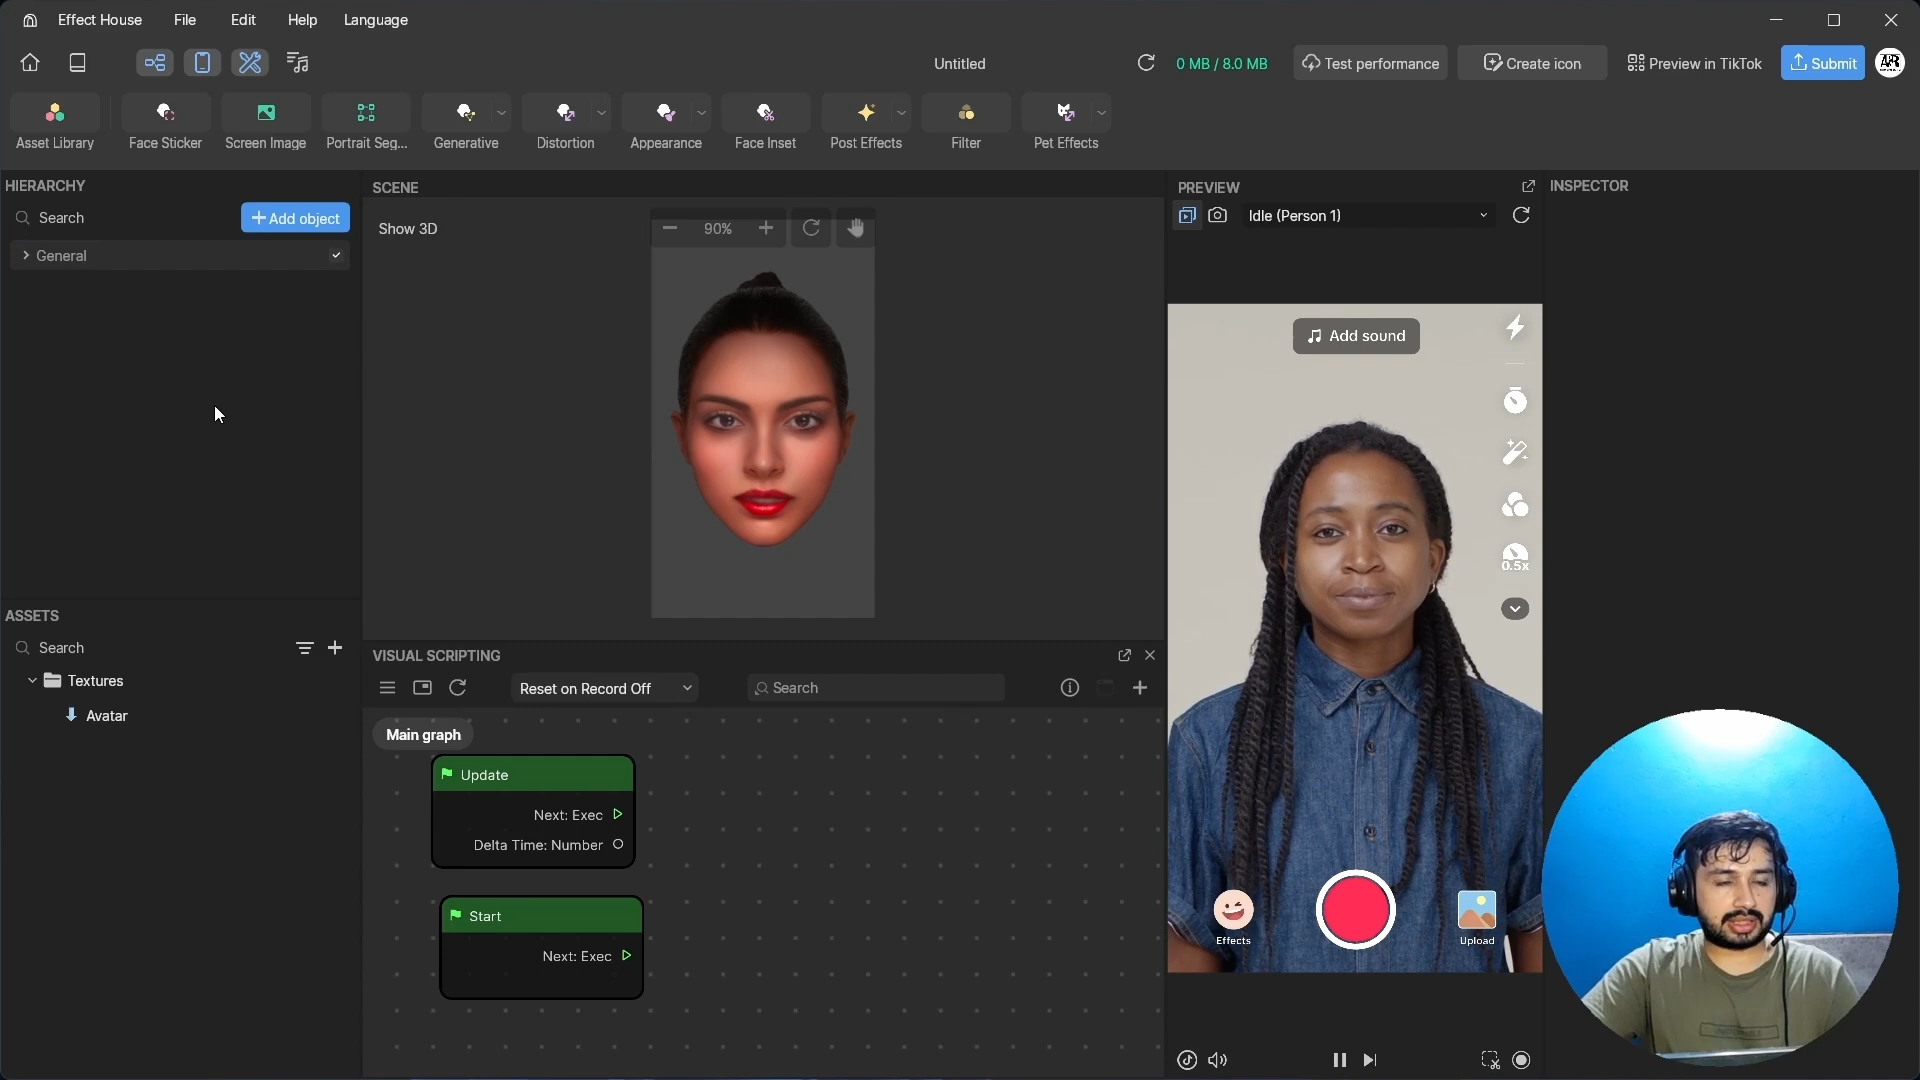 Effect House File Edit Help Language
Untitled 0 MB / 8.0 MB Test performance Create icon Preview in TikTok Submit
Asset Library Face Sticker Screen Image Portrait Seg... Generative Distortion Appearance Face Inset Post Effects Filter Pet Effects
HIERARCHY
Search
Add object
General
ASSETS
Search
Textures
Avatar
SCENE
Show 3D
90%
VISUAL SCRIPTING
Reset on Record Off
Search
Main graph
Update
Next: Exec
Delta Time: Number
Start
Next: Exec
PREVIEW
Idle (Person 1)
Add sound
0.5x
Effects
Upload
INSPECTOR